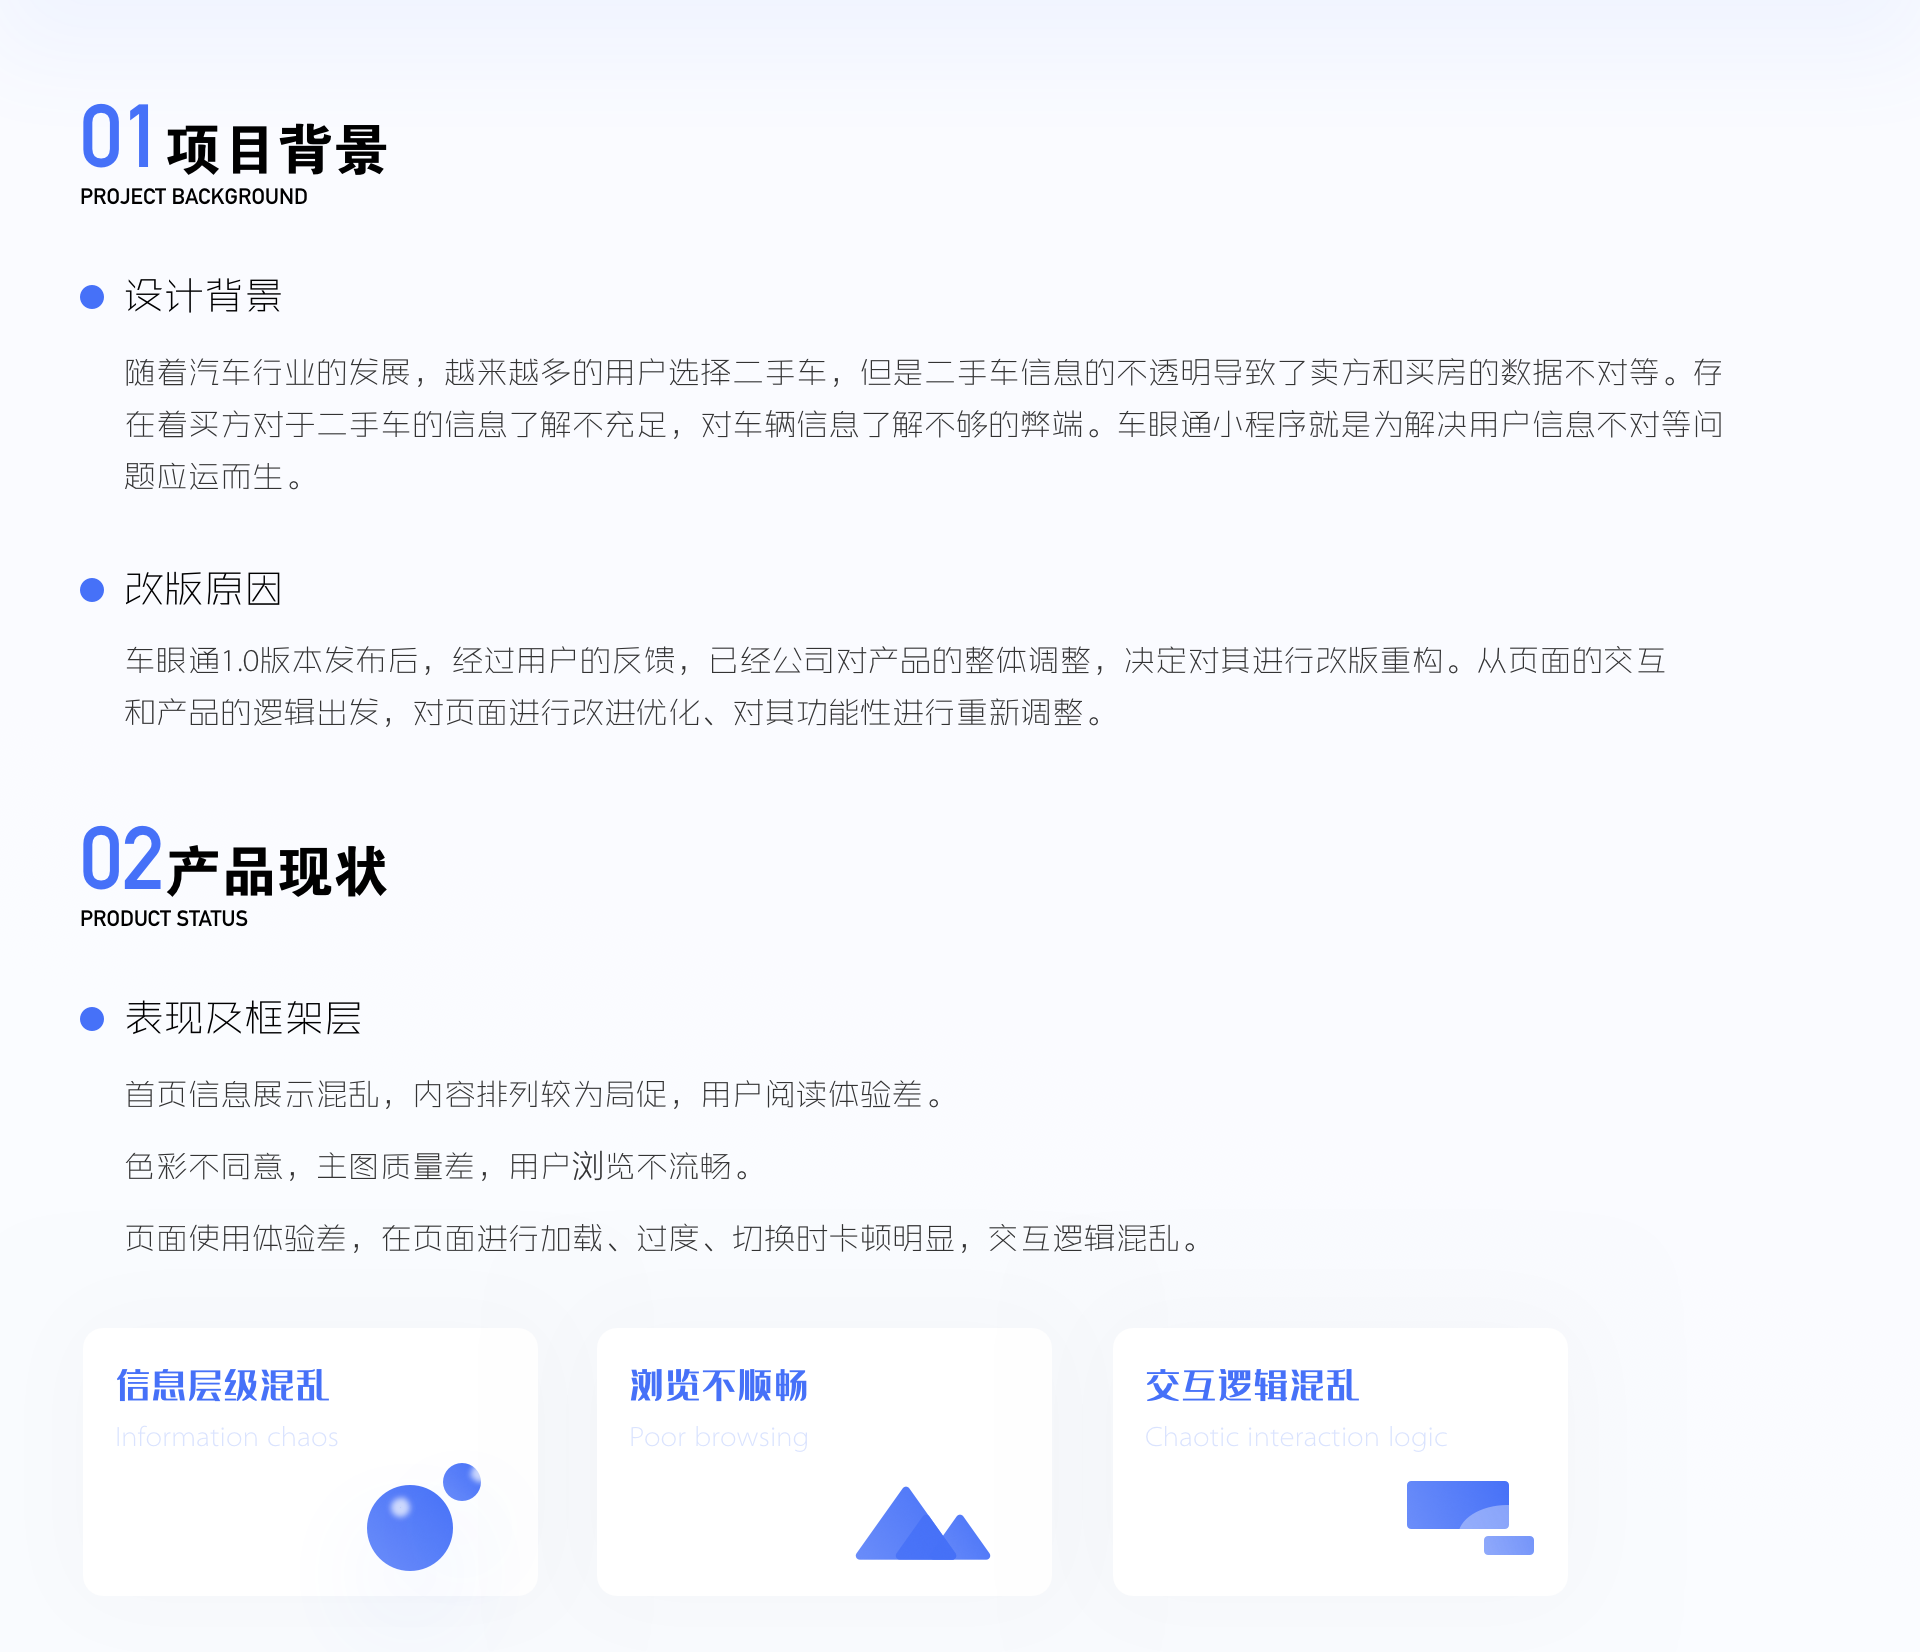 01 项目背景
PROJECT BACKGROUND
设计背景
随着汽车行业的发展，越来越多的用户选择二手车，但是二手车信息的不透明导致了卖方和买房的数据不对等。存
在着买方对于二手车的信息了解不充足，对车辆信息了解不够的弊端。车眼通小程序就是为解决用户信息不对等问
题应运而生。
改版原因
车眼通1.0版本发布后，经过用户的反馈，已经公司对产品的整体调整，决定对其进行改版重构。从页面的交互
和产品的逻辑出发，对页面进行改进优化、对其功能性进行重新调整。
02 产品现状
PRODUCT STATUS
表现及框架层
首页信息展示混乱，内容排列较为局促，用户阅读体验差。
色彩不同意，主图质量差，用户浏览不流畅。
页面使用体验差，在页面进行加载、过度、切换时卡顿明显，交互逻辑混乱。
信息层级混乱
Information chaos
浏览不顺畅
Poor browsing
交互逻辑混乱
Chaotic interaction logic